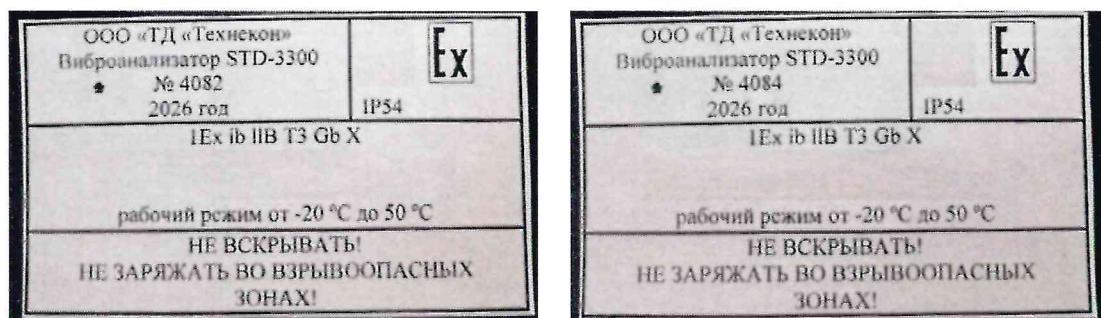 ООО «ТД «Технекон»
Виброанализатор STD-3300
№ 4082
2026 год
Ex
IP54
1Ex ib IIB T3 Gb X
рабочий режим от -20 °C до 50 °C
НЕ ВСКРЫВАТЬ!
НЕ ЗАРЯЖАТЬ ВО ВЗРЫВООПАСНЫХ
ЗОНАХ!
ООО «ТД «Технекон»
Виброанализатор STD-3300
№ 4084
2026 год
Ex
IP54
1Ex ib IIB T3 Gb X
рабочий режим от -20 °C до 50 °C
НЕ ВСКРЫВАТЬ!
НЕ ЗАРЯЖАТЬ ВО ВЗРЫВООПАСНЫХ
ЗОНАХ!